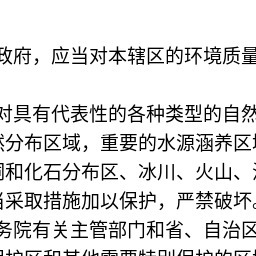 政府，应当对本辖区的环境质量
对具有代表性的各种类型的自然
然分布区域，重要的水源涵养区
洞和化石分布区、冰川、火山、
当采取措施加以保护，严禁破坏。
务院有关主管部门和省、自治区